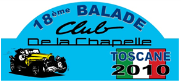 18ème BALADE
Club
De la Chapelle
TOSCANE
2010